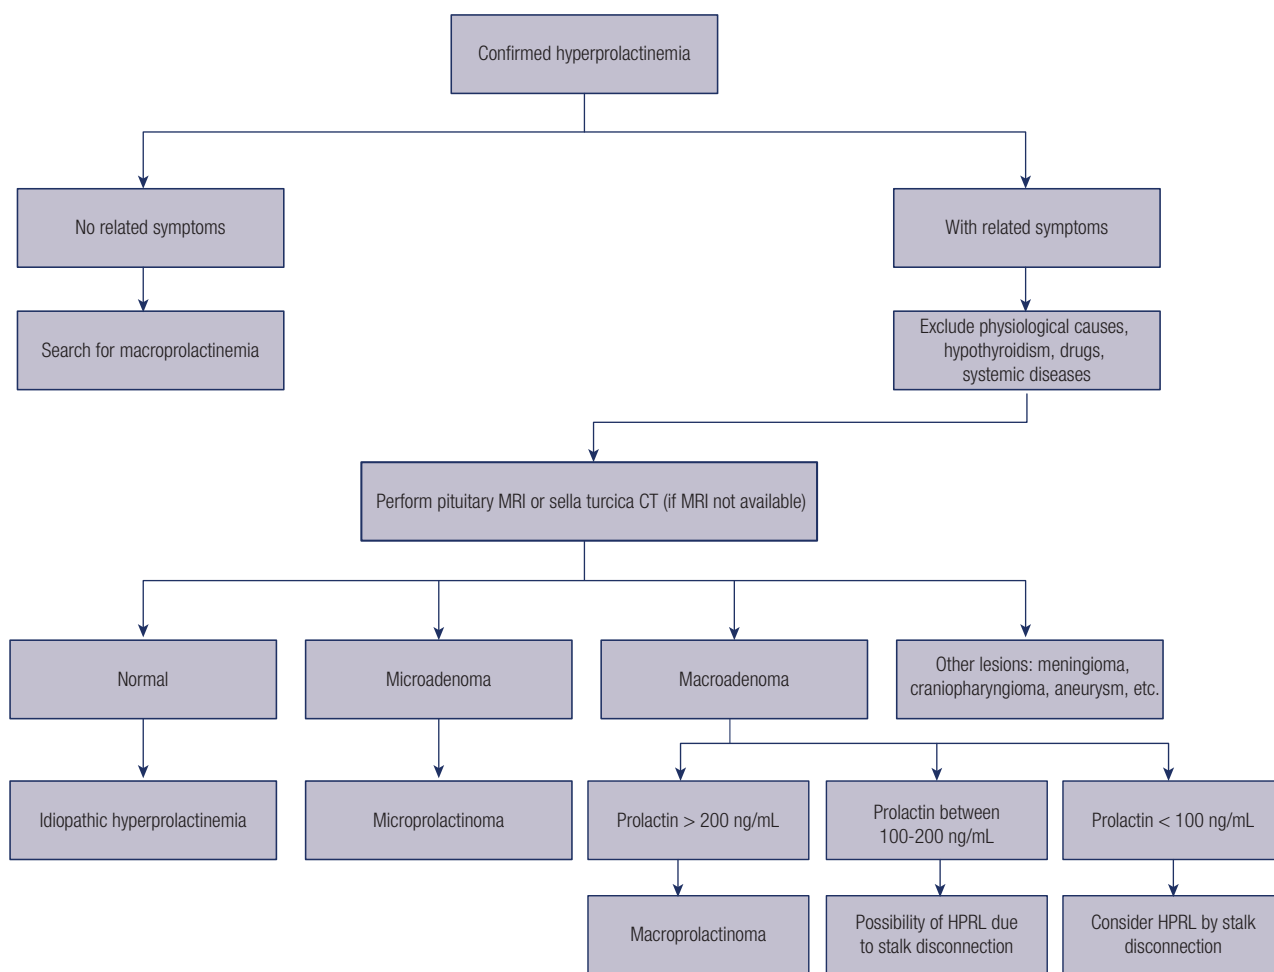 Confirmed hyperprolactinemia
No related symptoms
With related symptoms
Search for macroprolactinemia
Exclude physiological causes,
hypothyroidism, drugs,
systemic diseases
Perform pituitary MRI or sella turcica CT (if MRI not available)
Normal
Microadenoma
Macroadenoma
Other lesions: meningioma,
craniopharyngioma, aneurysm, etc.
Idiopathic hyperprolactinemia
Microprolactinoma
Prolactin > 200 ng/mL
Prolactin between
100-200 ng/mL
Prolactin < 100 ng/mL
Macroprolactinoma
Possibility of HPRL due
to stalk disconnection
Consider HPRL by stalk
disconnection